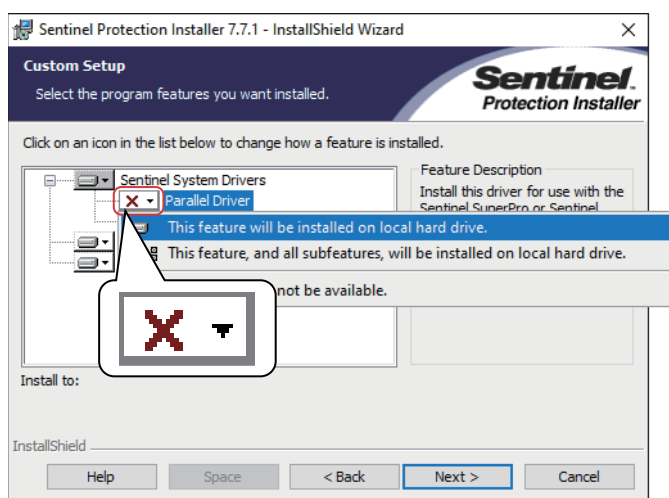 Sentinel Protection Installer 7.7.1 - InstallShield Wizard
Custom Setup
Select the program features you want installed.
Sentinel.
Protection Installer
Click on an icon in the list below to change how a feature is installed.
Sentinel System Drivers
Parallel Driver
Feature Description
Install this driver for use with the
Sentinel SuperPro or Sentinel
This feature will be installed on local hard drive.
This feature, and all subfeatures, will be installed on local hard drive.
not be available.
Install to:
InstallShield
Help
Space
< Back
Next >
Cancel